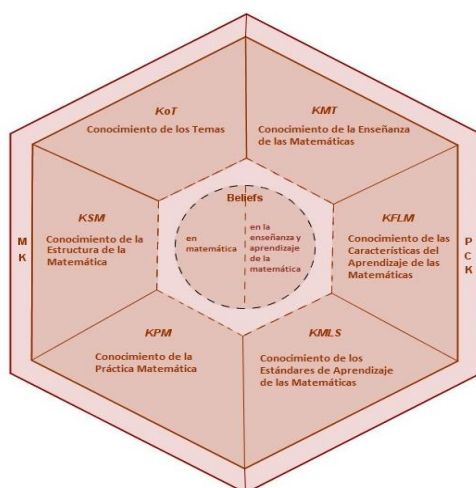 KoT
Conocimiento de los Temas
KMT
Conocimiento de la Enseñanza
de las Matemáticas
KSM
Conocimiento de la
Estructura de la
Matemática
Beliefs
en
matemática
en la
enseñanza y
aprendizaje
de la
matemática
KFLM
Conocimiento de las
Características del
Aprendizaje de las
Matemáticas
M
K
P
C
K
KPM
Conocimiento de la
Práctica Matemática
KMLS
Conocimiento de los
Estándares de Aprendizaje
de las Matemáticas